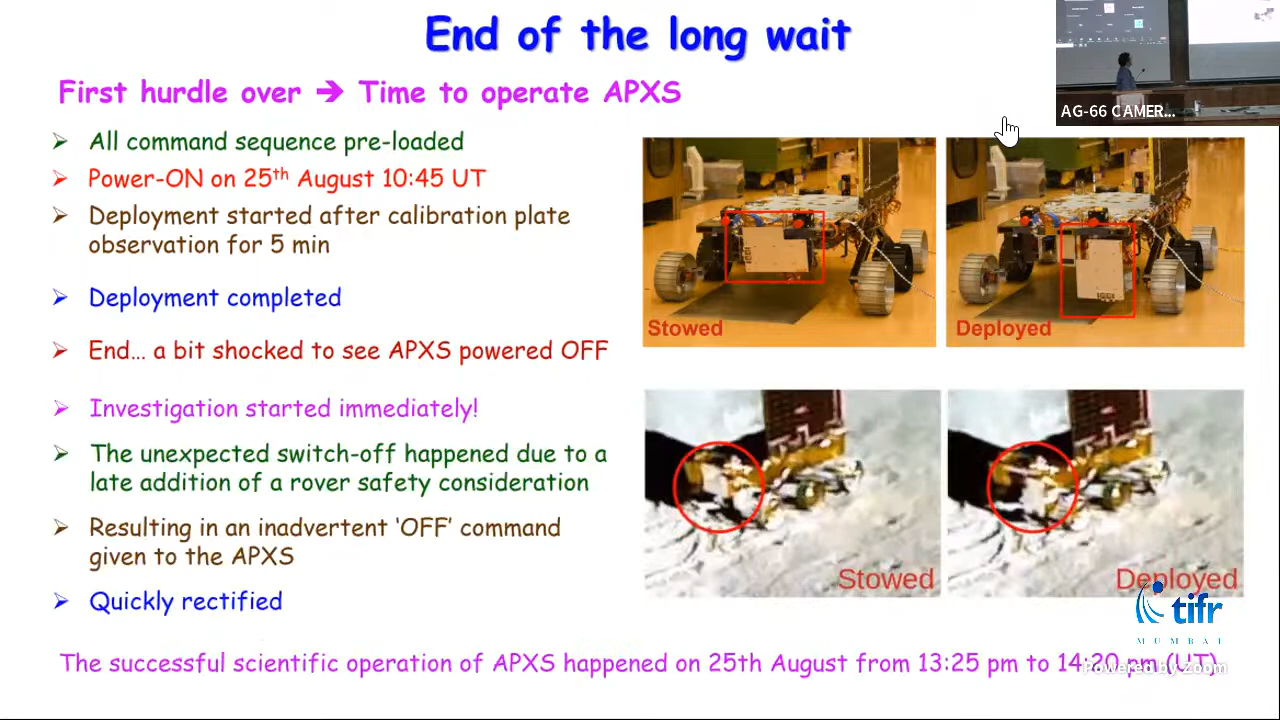 End of the long wait
First hurdle over ➔ Time to operate APXS
AG-66 CAMER...
➢ All command sequence pre-loaded
➢ Power-ON on 25th August 10:45 UT
➢ Deployment started after calibration plate
observation for 5 min
➢ Deployment completed
➢ End... a bit shocked to see APXS powered OFF
➢ Investigation started immediately!
➢ The unexpected switch-off happened due to a
late addition of a rover safety consideration
➢ Resulting in an inadvertent ‘OFF’ command
given to the APXS
➢ Quickly rectified
Stowed
Deployed
Stowed
Deployed
tifr
MUMBAI
The successful scientific operation of APXS happened on 25th August from 13:25 pm to 14:20 pm (UT)
Powered by Zoom